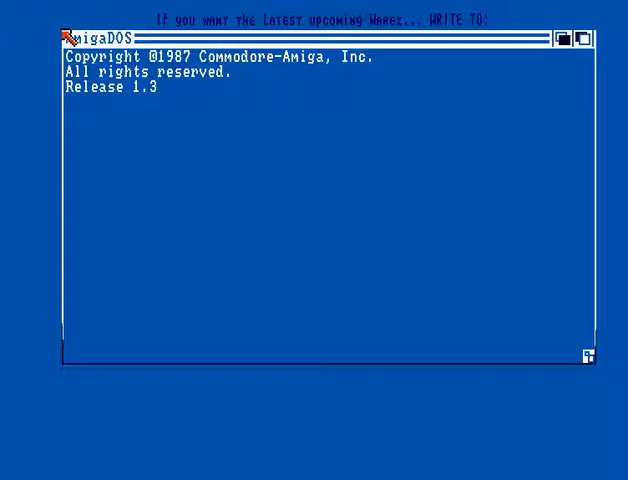 If you want the Latest upcoming Warez... WRITE TO:
AmigaDOS
Copyright ©1987 Commodore-Amiga, Inc.
All rights reserved.
Release 1.3